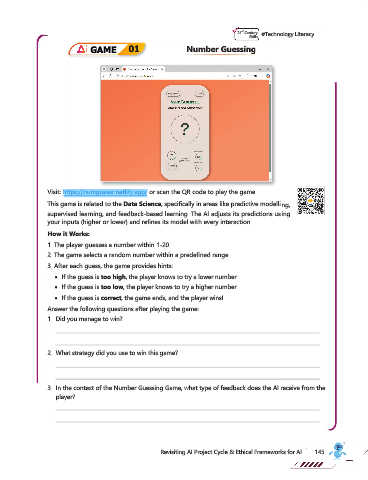 21st Century
Skills
#Technology Literacy
AI GAME 01
Number Guessing
Visit: or scan the QR code to play the game
This game is related to the Data Science, specifically in areas like predictive modelling,
supervised learning, and feedback-based learning. The AI adjusts its predictions using
your inputs (higher or lower) and refines its model with every interaction
How it Works:
1 The player guesses a number within 1-20
2 The game selects a random number within a predefined range
3 After each guess, the game provides hints:
• If the guess is too high, the player knows to try a lower number
• If the guess is too low, the player knows to try a higher number
• If the guess is correct, the game ends, and the player wins!
Answer the following questions after playing the game:
1 Did you manage to win?
2 What strategy did you use to win this game?
3 In the context of the Number Guessing Game, what type of feedback does the AI receive from the
player?
Revisiting AI Project Cycle & Ethical Frameworks for AI 145